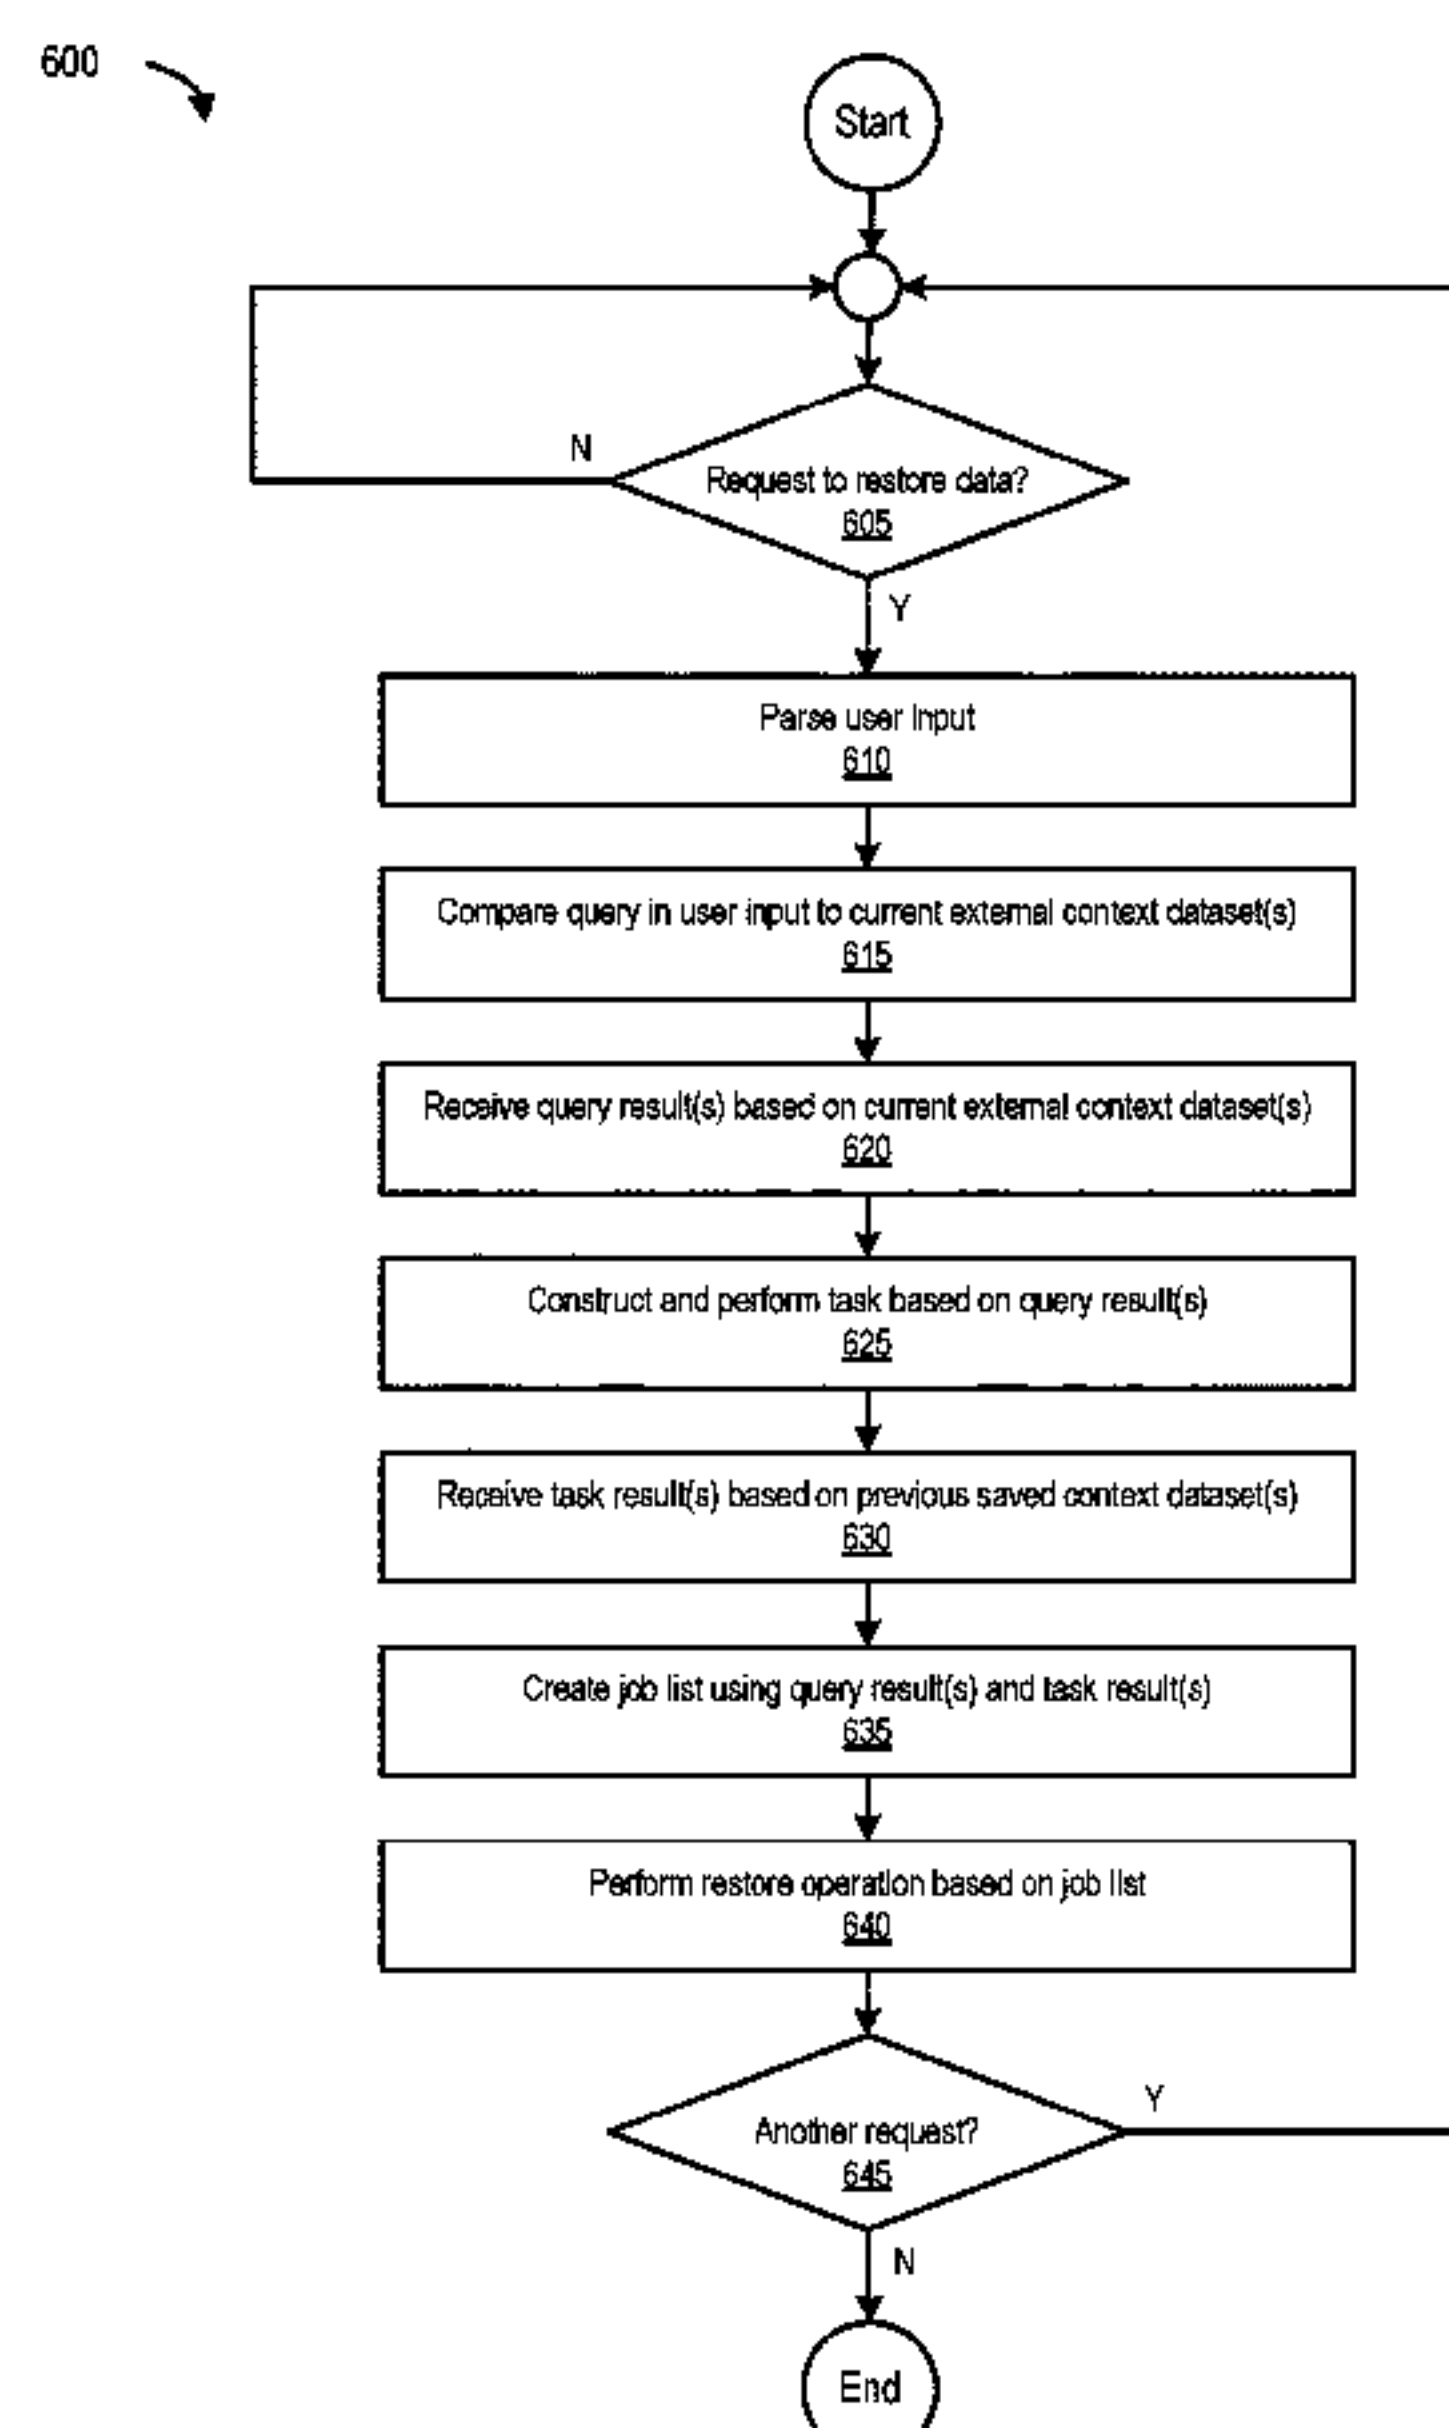 600
Start
N
Request to restore data?
605
Y
Parse user input
610
Compare query in user input to current external context dataset(s)
615
Receive query result(s) based on current external context dataset(s)
620
Construct and perform task based on query result(s)
625
Receive task result(s) based on previous saved context dataset(s)
630
Create job list using query result(s) and task result(s)
635
Perform restore operation based on job list
640
Y
Another request?
645
N
End